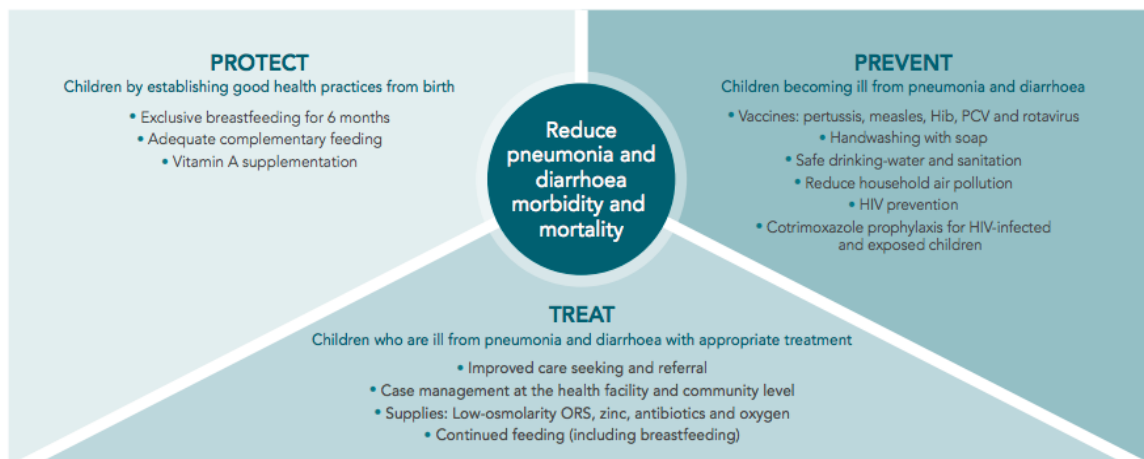 PROTECT
Children by establishing good health practices from birth
• Exclusive breastfeeding for 6 months
• Adequate complementary feeding
• Vitamin A supplementation
Reduce
pneumonia and
diarrhoea
morbidity and
mortality
PREVENT
Children becoming ill from pneumonia and diarrhoea
• Vaccines: pertussis, measles, Hib, PCV and rotavirus
• Handwashing with soap
• Safe drinking-water and sanitation
• Reduce household air pollution
• HIV prevention
• Cotrimoxazole prophylaxis for HIV-infected
and exposed children
TREAT
Children who are ill from pneumonia and diarrhoea with appropriate treatment
• Improved care seeking and referral
• Case management at the health facility and community level
• Supplies: Low-osmolarity ORS, zinc, antibiotics and oxygen
• Continued feeding (including breastfeeding)